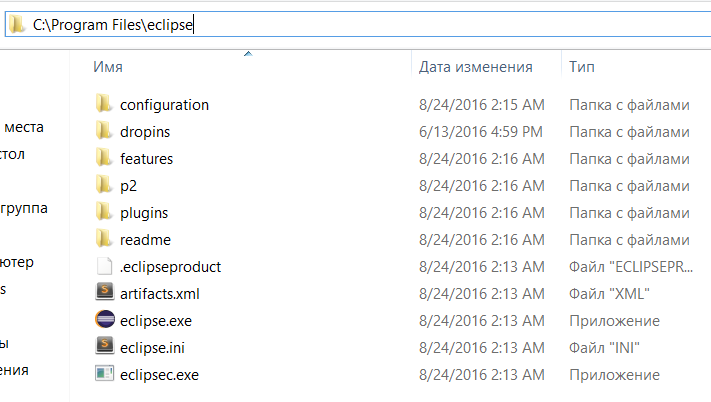 C:\Program Files\eclipse
Имя Дата изменения Тип
configuration 8/24/2016 2:15 AM Папка с файлами
места dropins 6/13/2016 4:59 PM Папка с файлами
стол features 8/24/2016 2:16 AM Папка с файлами
p2 8/24/2016 2:16 AM Папка с файлами
группа plugins 8/24/2016 2:16 AM Папка с файлами
readme 8/24/2016 2:16 AM Папка с файлами
ютер .eclipseproduct 8/24/2016 2:13 AM Файл "ECLIPSEPR...
s artifacts.xml 8/24/2016 2:13 AM Файл "XML"
eclipse.exe 8/24/2016 2:13 AM Приложение
ы eclipse.ini 8/24/2016 2:13 AM Файл "INI"
ения eclipsec.exe 8/24/2016 2:13 AM Приложение